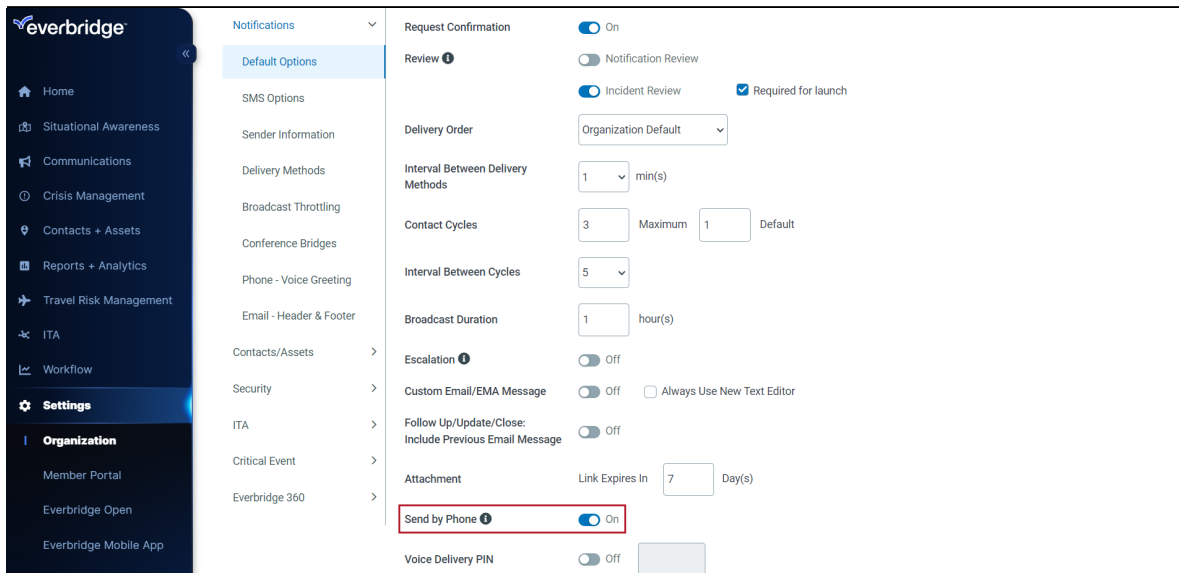 everbridge
Home
Situational Awareness
Communications
Crisis Management
Contacts + Assets
Reports + Analytics
Travel Risk Management
ITA
Workflow
Settings
Organization
Member Portal
Everbridge Open
Everbridge Mobile App
Notifications
Default Options
SMS Options
Sender Information
Delivery Methods
Broadcast Throttling
Conference Bridges
Phone - Voice Greeting
Email - Header & Footer
Contacts/Assets
Security
ITA
Critical Event
Everbridge 360
Request Confirmation On
Review Notification Review
Incident Review Required for launch
Delivery Order Organization Default
Interval Between Delivery
Methods 1 min(s)
Contact Cycles 3 Maximum 1 Default
Interval Between Cycles 5
Broadcast Duration 1 hour(s)
Escalation Off
Custom Email/EMA Message Off Always Use New Text Editor
Follow Up/Update/Close:
Include Previous Email Message Off
Attachment Link Expires In 7 Day(s)
Send by Phone On
Voice Delivery PIN Off